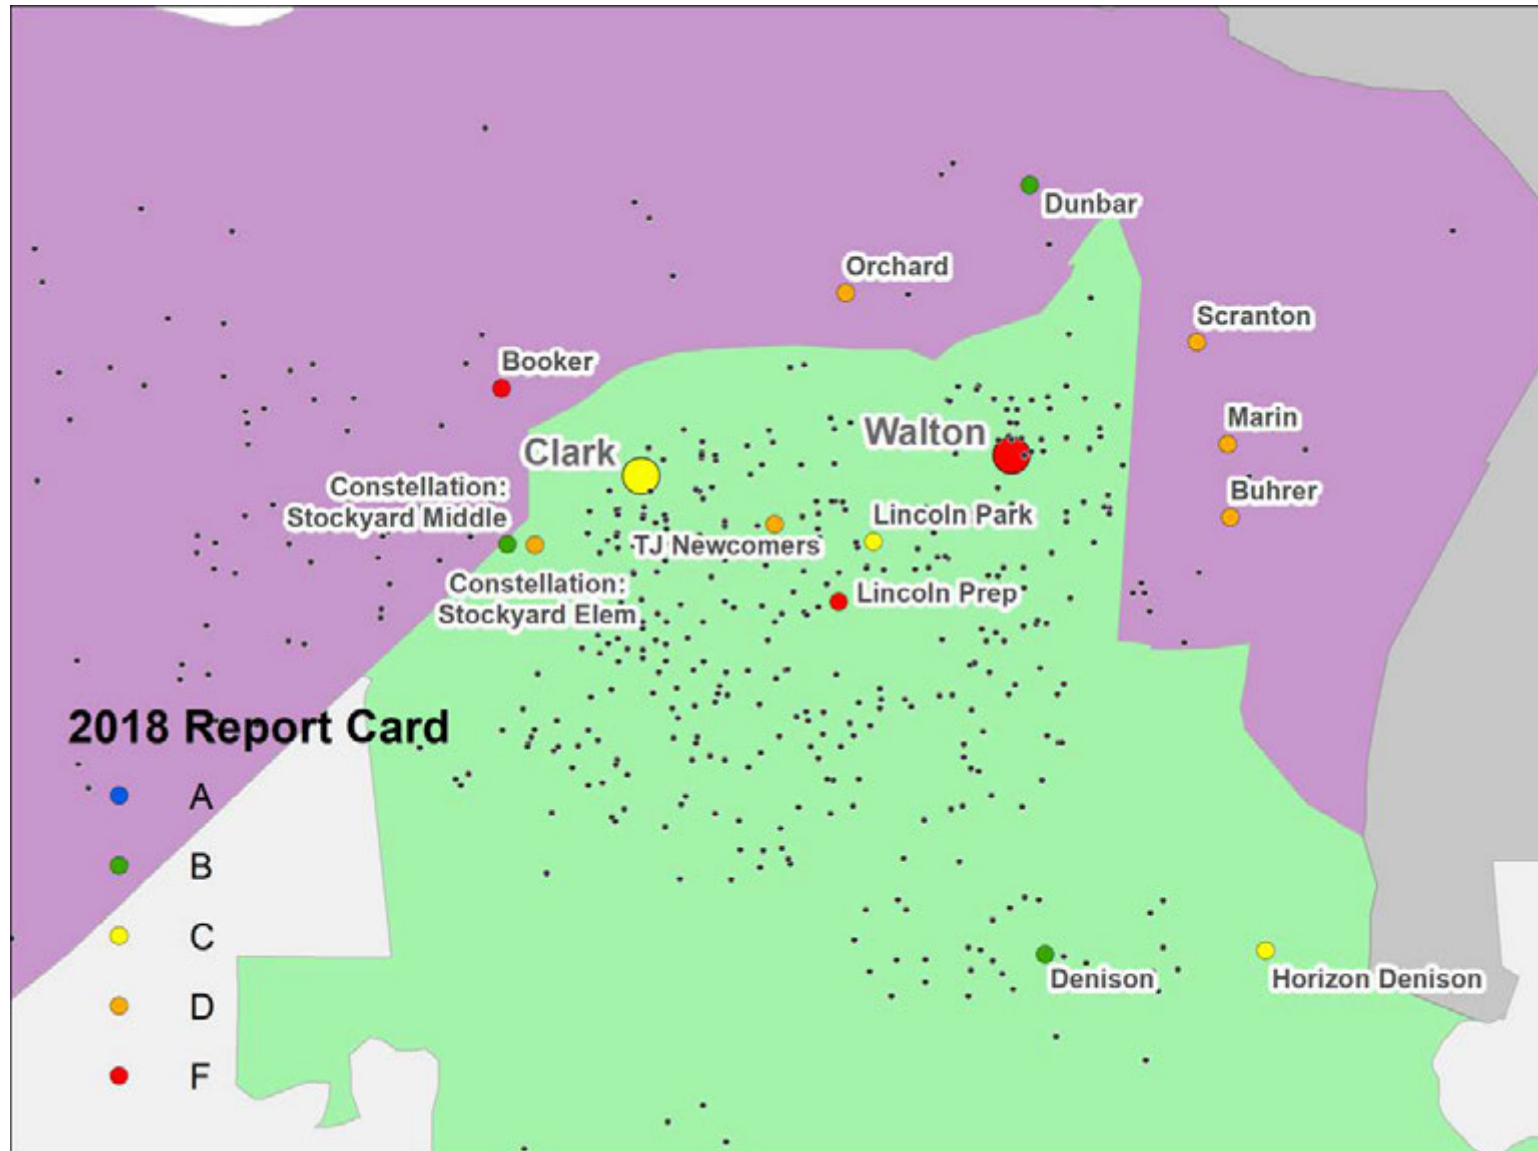 Dunbar
Orchard
Scranton
Booker
Marin
Walton
Clark
Constellation:
Stockyard Middle
Buhrer
Lincoln Park
TJ Newcomers
Constellation:
Stockyard Elem
Lincoln Prep
2018 Report Card
A
B
C
D
F
Denison
Horizon Denison